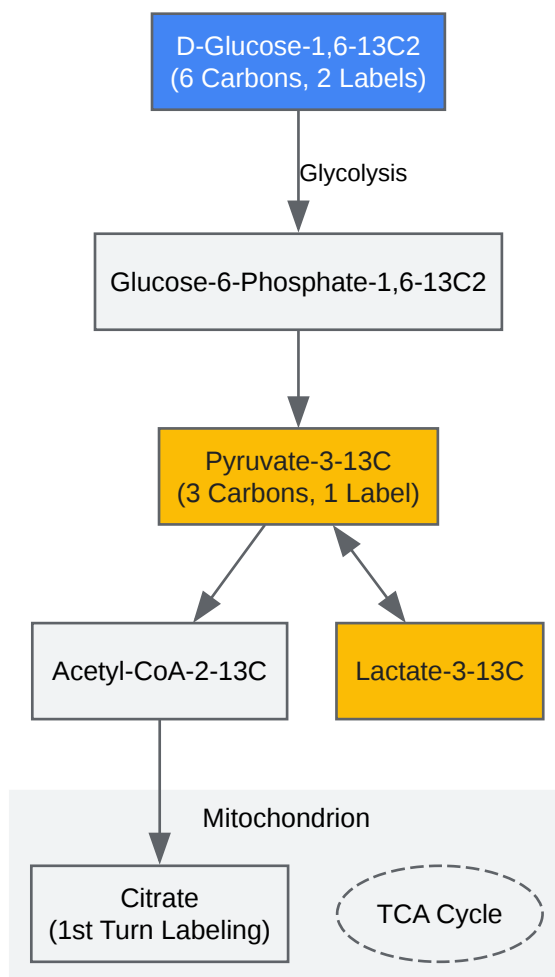 D-Glucose-1,6-13C2
(6 Carbons, 2 Labels)
Glycolysis
Glucose-6-Phosphate-1,6-13C2
Pyruvate-3-13C
(3 Carbons, 1 Label)
Acetyl-CoA-2-13C
Lactate-3-13C
Mitochondrion
Citrate
(1st Turn Labeling)
TCA Cycle